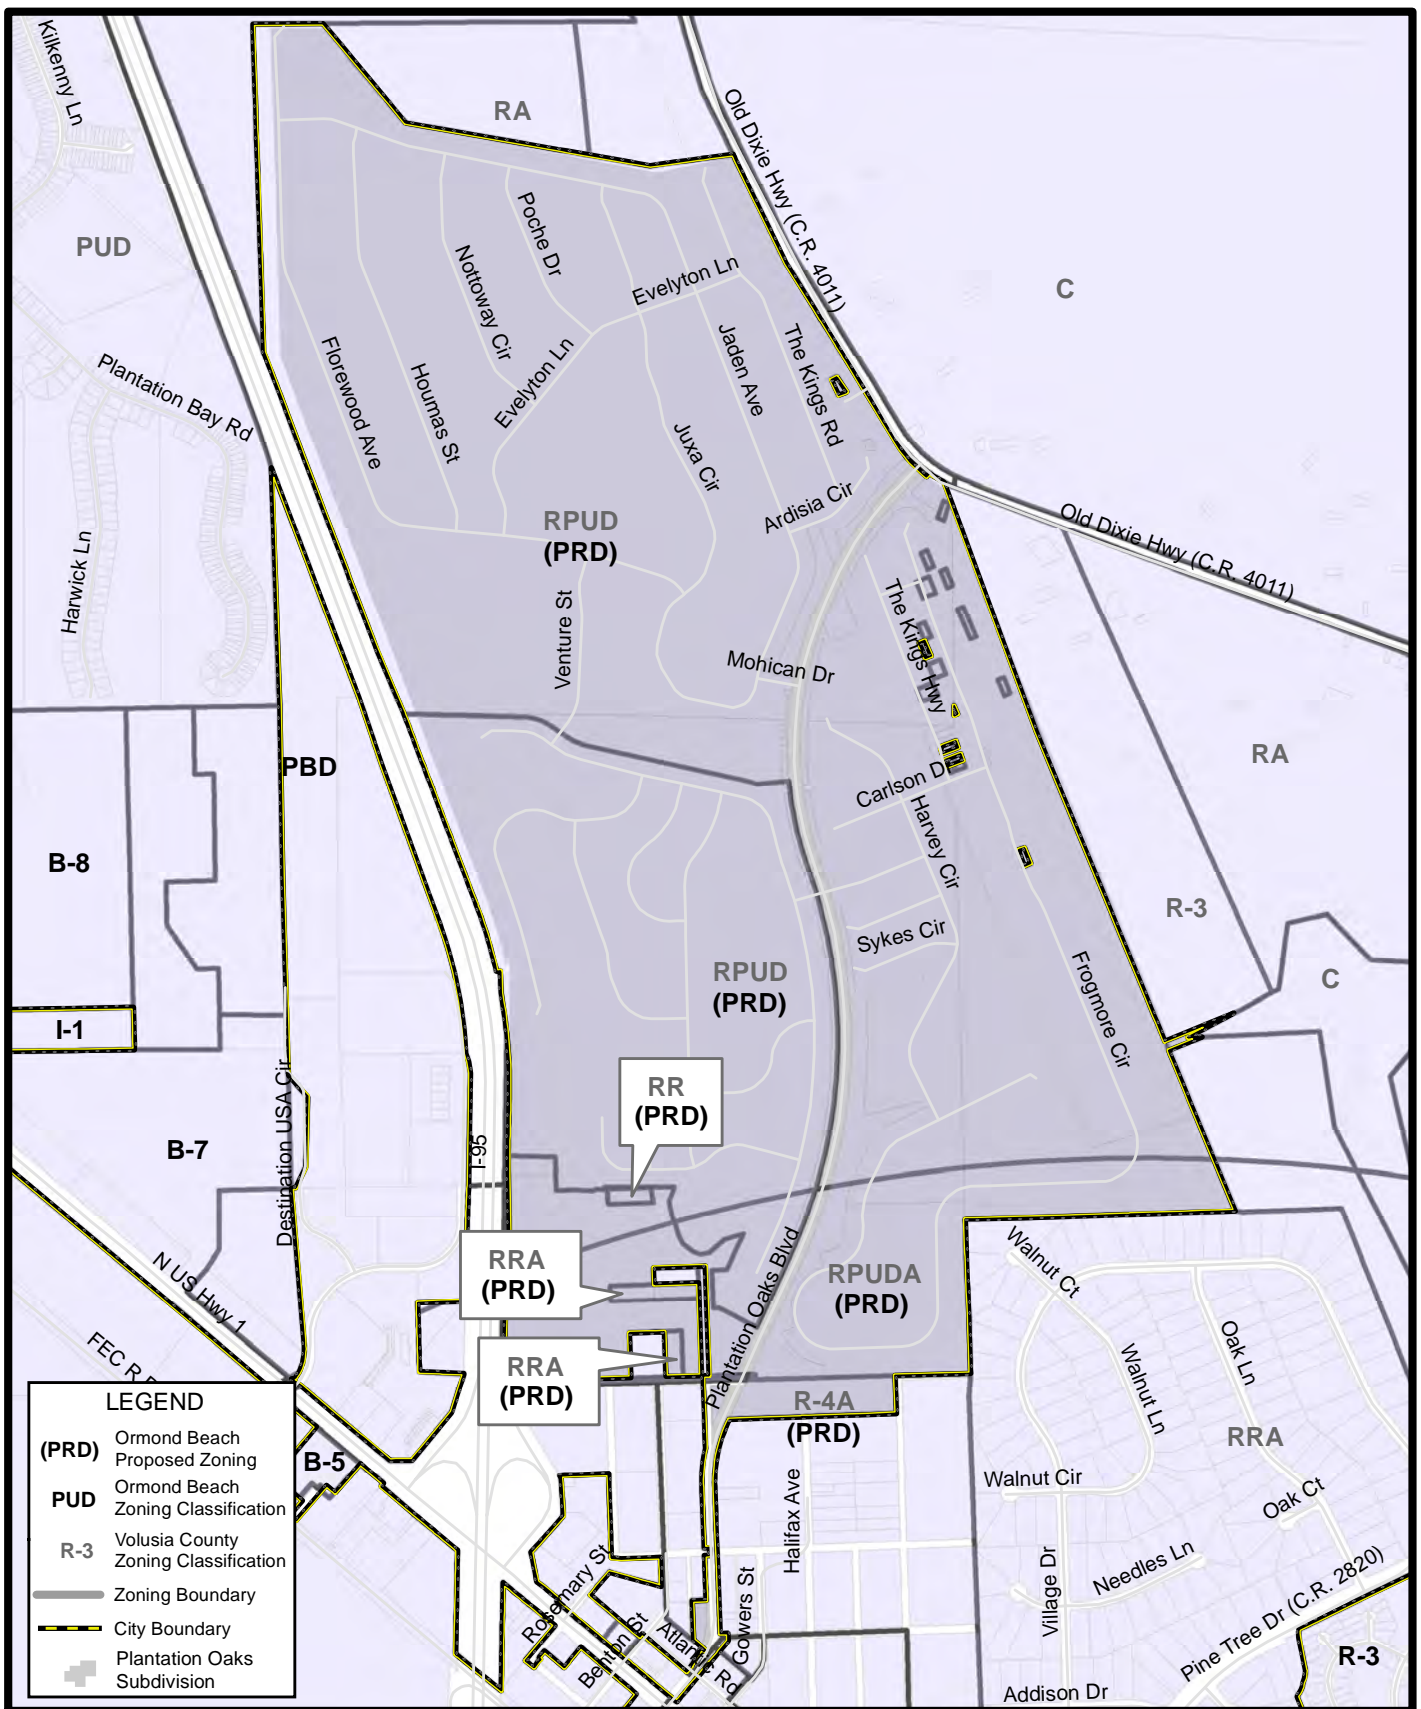 Kilkenny Ln
RA
Old Dixie Hwy (C.R. 4011)
PUD
Poche Dr
Nottoway Cir
Evelyton Ln
C
Florewood Ave
Houmas St
Evelyton Ln
Jaden Ave
The Kings Rd
Plantation Bay Rd
Juxa Cir
Ardisia Cir
RPUD
(PRD)
Old Dixie Hwy (C.R. 4011)
Harwick Ln
Venture St
The Kings Hwy
Mohican Dr
PBD
RA
Carlson D
B-8
Harvey Cir
R-3
Sykes Cir
RPUD
(PRD)
Frogmore Cir
C
I-1
Destination USA Cir
RR
(PRD)
B-7
I-95
N US Hwy 1
RRA
(PRD)
Plantation Oaks Blvd
RPUDA
(PRD)
Walnut Ct
Oak Ln
Walnut Ln
FEC R
RRA
(PRD)
R-4A
(PRD)
RRA
B-5
Walnut Cir
Oak Ct
Halifax Ave
Rosemary St
Benton St
Atlantic Rd
Gowers St
Village Dr
Needles Ln
Pine Tree Dr (C.R. 2820)
R-3
Addison Dr
LEGEND
(PRD) Ormond Beach
Proposed Zoning
PUD Ormond Beach
Zoning Classification
R-3 Volusia County
Zoning Classification
Zoning Boundary
City Boundary
Plantation Oaks
Subdivision